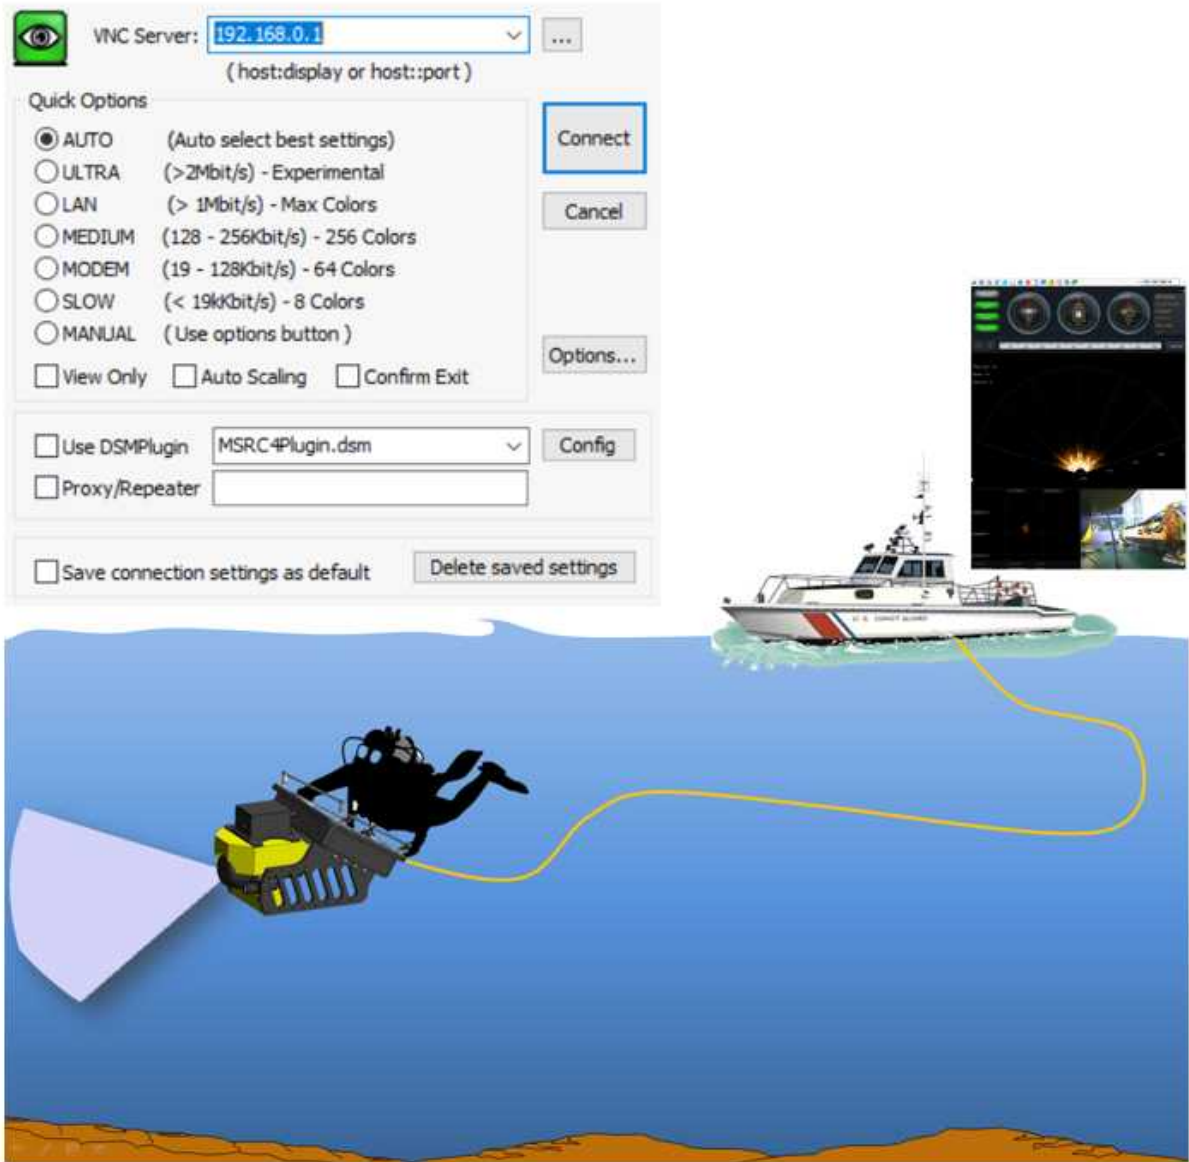 VNC Server: 192.168.0.1 ...
( host:display or host::port )
Quick Options
AUTO (Auto select best settings)
ULTRA (>2Mbit/s) - Experimental
LAN (> 1Mbit/s) - Max Colors
MEDIUM (128 - 256Kbit/s) - 256 Colors
MODEM (19 - 128Kbit/s) - 64 Colors
SLOW (< 19kKbit/s) - 8 Colors
MANUAL (Use options button )
View Only Auto Scaling Confirm Exit
Connect
Cancel
Options...
Use DSMPlugin MSRC4Plugin.dsm Config
Proxy/Repeater
Save connection settings as default Delete saved settings
U.S. COAST GUARD